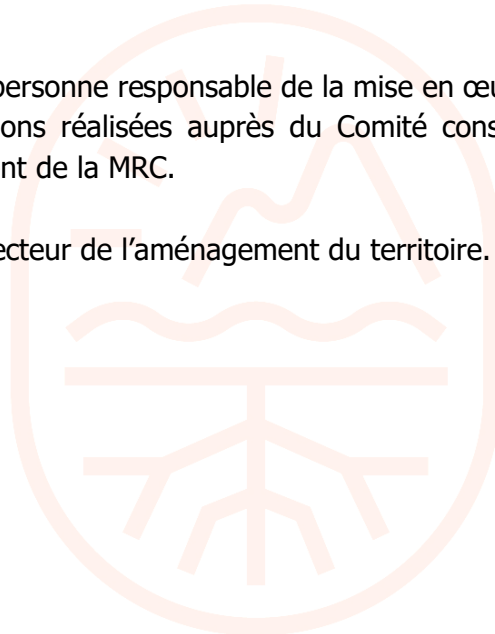 personne responsable de la mise en œu
ons réalisées auprès du Comité cons
nt de la MRC.
ecteur de l’aménagement du territoire.